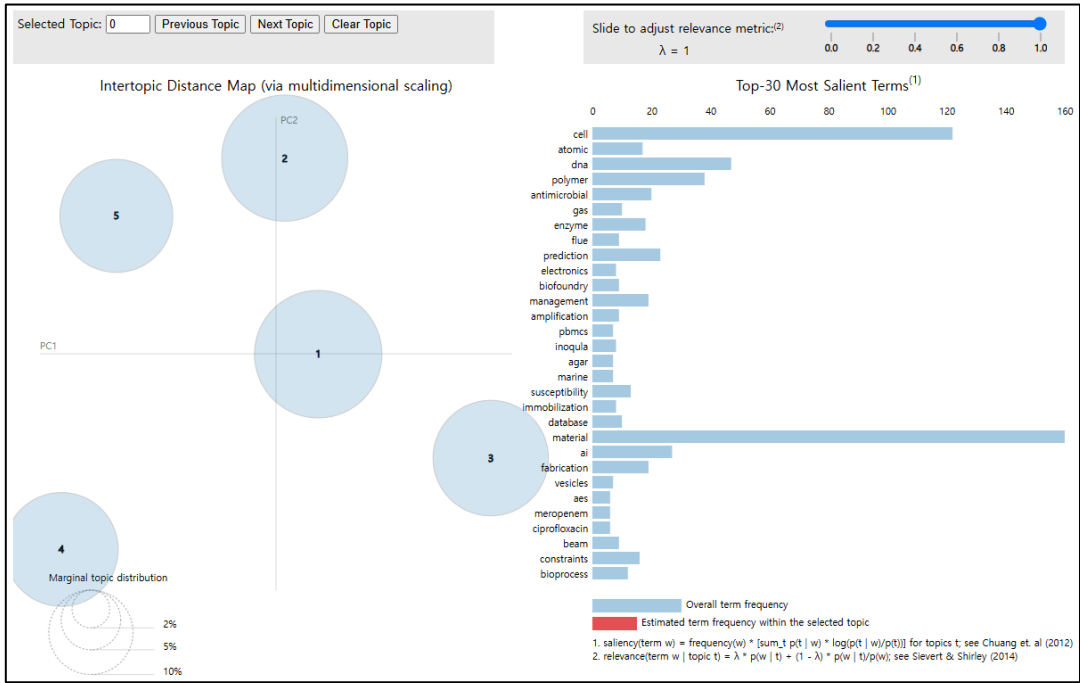 Selected Topic: 0 Previous Topic Next Topic Clear Topic
Slide to adjust relevance metric:(2)
λ = 1
0.0 0.2 0.4 0.6 0.8 1.0
Intertopic Distance Map (via multidimensional scaling)
PC2
PC1
2
5
1
3
4
Marginal topic distribution
2%
5%
10%
Top-30 Most Salient Terms(1)
0 20 40 60 80 100 120 140 160
cell
atomic
dna
polymer
antimicrobial
gas
enzyme
flue
prediction
electronics
biofoundry
management
amplification
pbmcs
inoqula
agar
marine
susceptibility
immobilization
database
material
ai
fabrication
vesicles
aes
meropenem
ciprofloxacin
beam
constraints
bioprocess
Overall term frequency
Estimated term frequency within the selected topic
1. saliency(term w) = frequency(w) * [sum_t p(t | w) * log(p(t | w)/p(t))] for topics t; see Chuang et. al (2012)
2. relevance(term w | topic t) = λ * p(w | t) + (1 - λ) * p(w | t)/p(w); see Sievert & Shirley (2014)